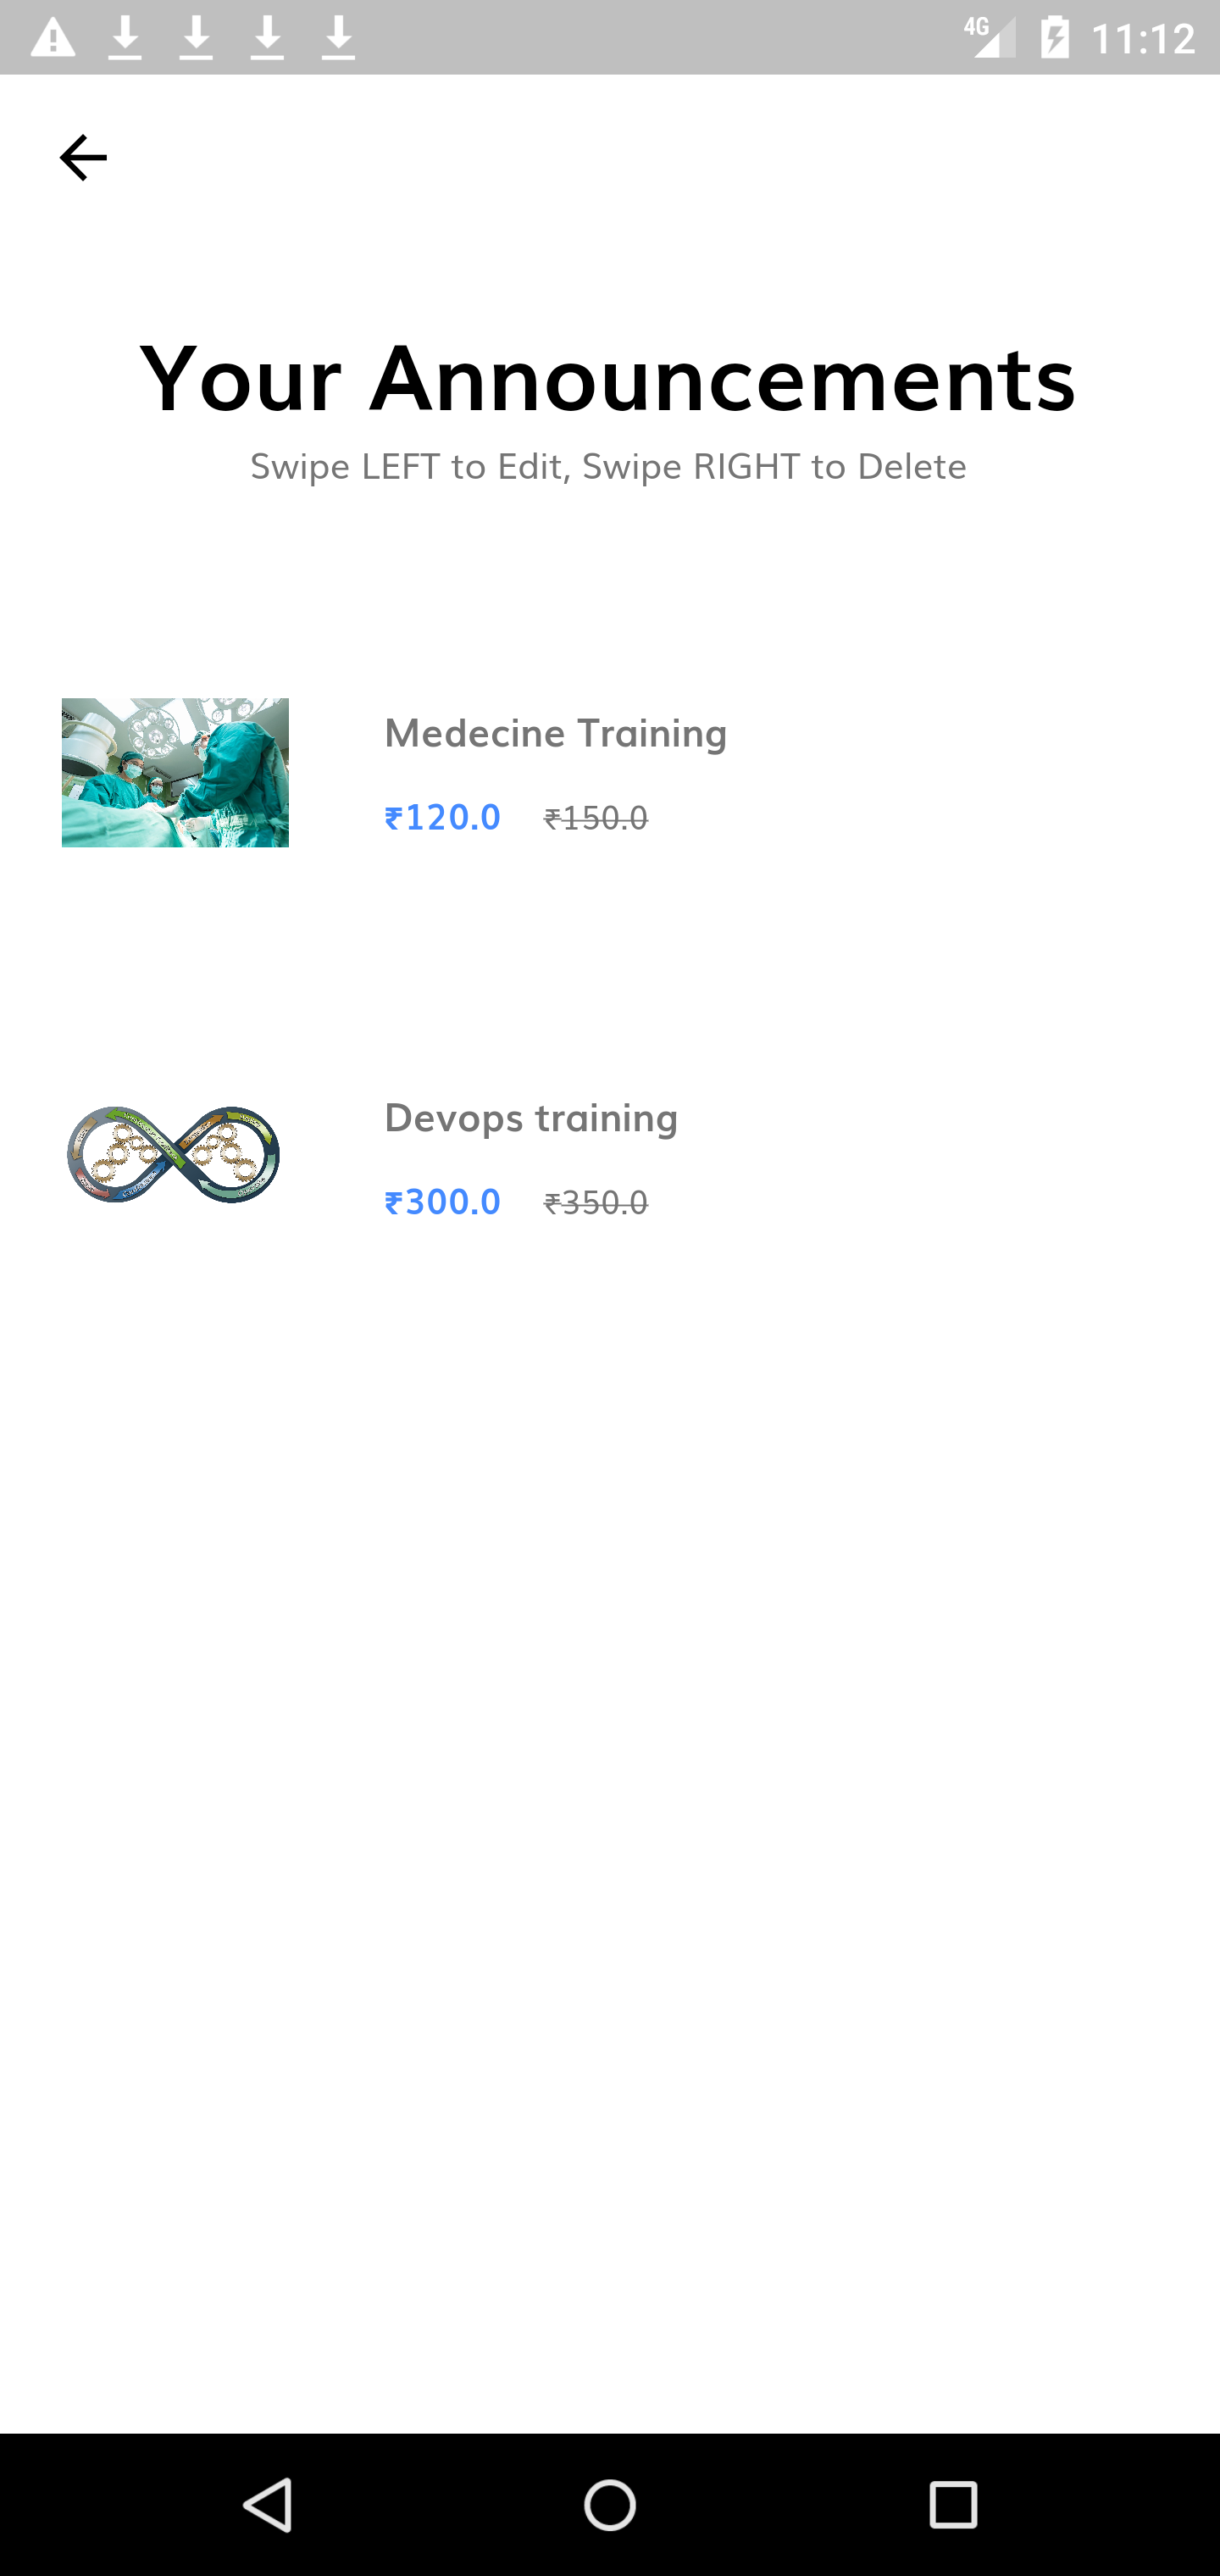 4G 11:12
Your Announcements
Swipe LEFT to Edit, Swipe RIGHT to Delete
Medecine Training
₹120.0 ₹150.0
Devops training
₹300.0 ₹350.0